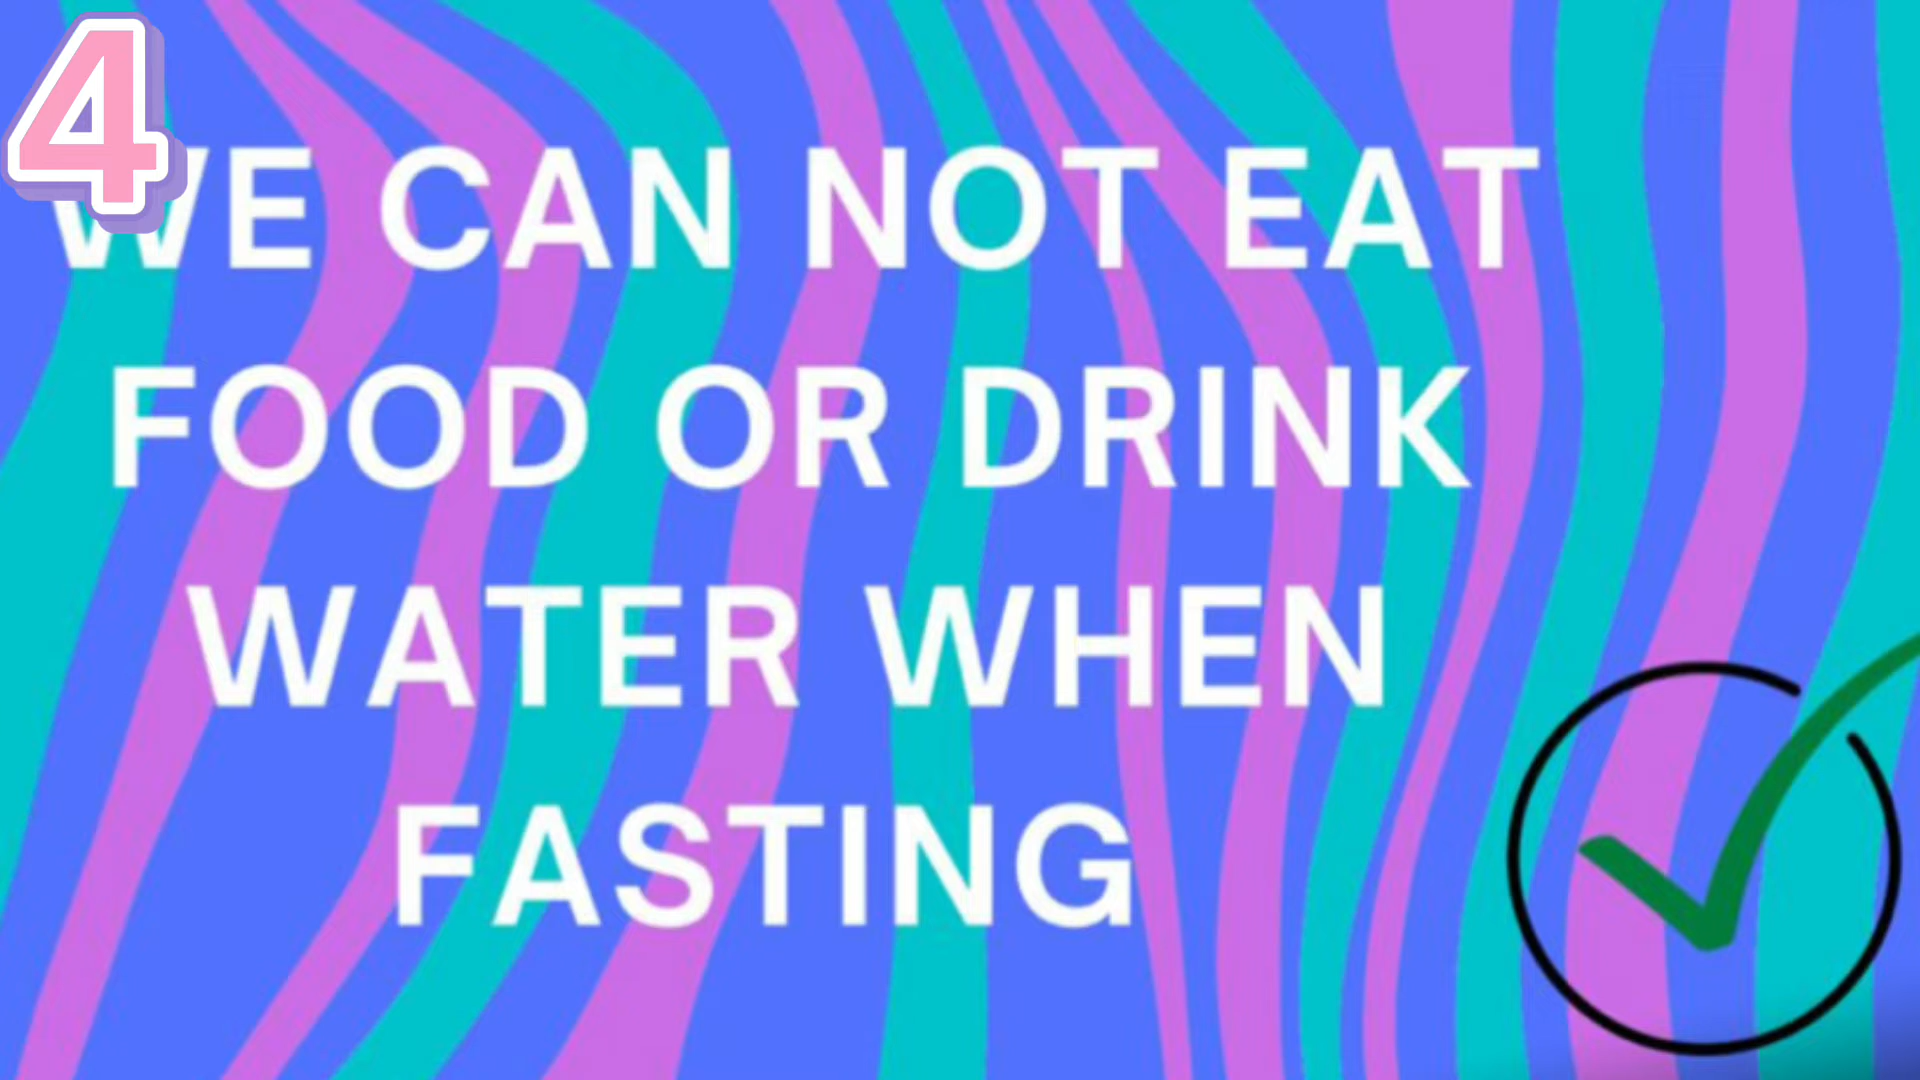 4
WE CAN NOT EAT
FOOD OR DRINK
WATER WHEN
FASTING